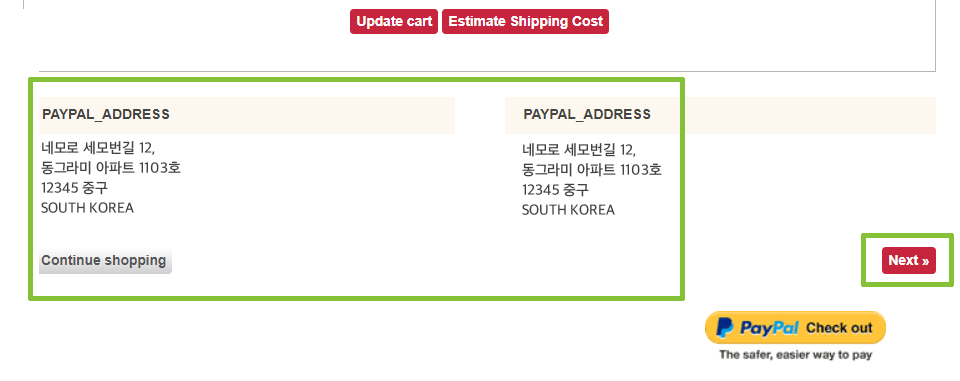 Update cart Estimate Shipping Cost
PAYPAL_ADDRESS PAYPAL_ADDRESS
네모로 세모번길 12, 네모로 세모번길 12,
동그라미 아파트 1103호 동그라미 아파트 1103호
12345 중구 12345 중구
SOUTH KOREA SOUTH KOREA
Continue shopping Next »
PayPal Check out
The safer, easier way to pay